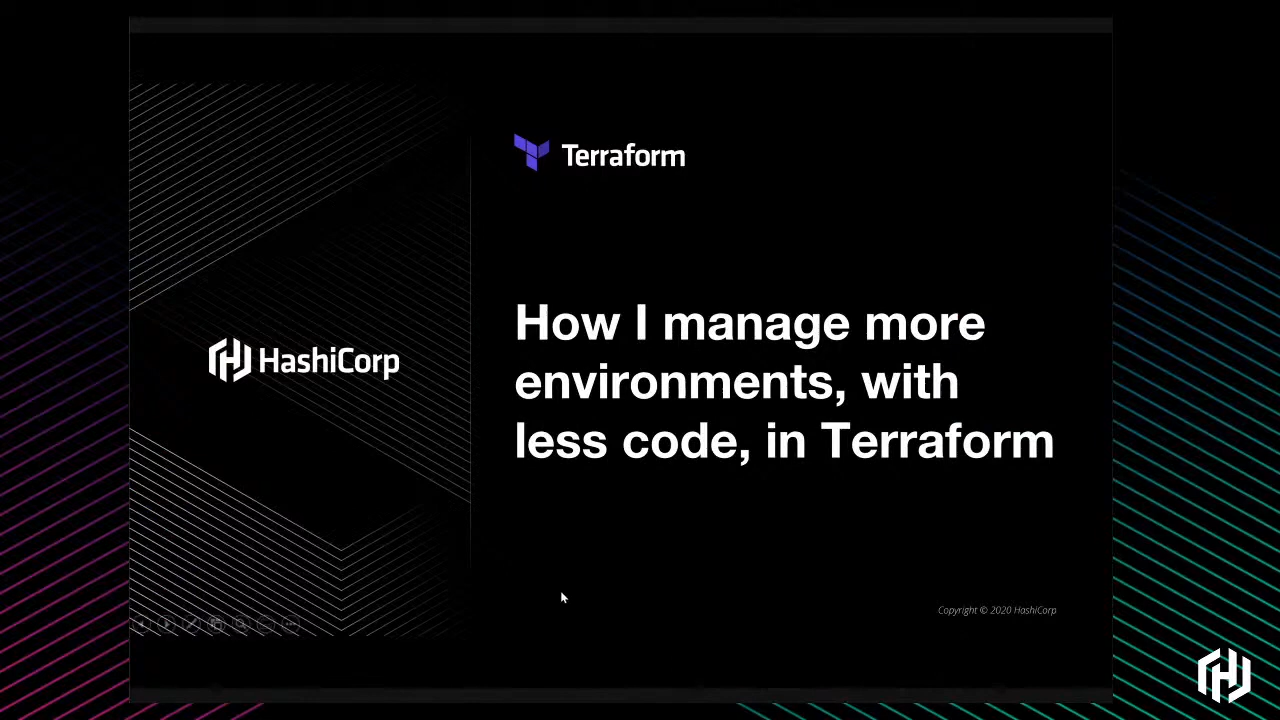 Terraform
HashiCorp
How I manage more
environments, with
less code, in Terraform
Copyright © 2020 HashiCorp